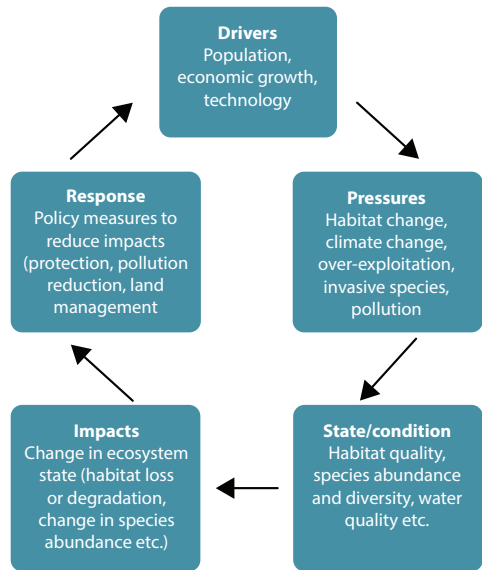 Drivers
Population,
economic growth,
technology
Pressures
Habitat change,
climate change,
over-exploitation,
invasive species,
pollution
State/condition
Habitat quality,
species abundance
and diversity, water
quality etc.
Impacts
Change in ecosystem
state (habitat loss
or degradation,
change in species
abundance etc.)
Response
Policy measures to
reduce impacts
(protection, pollution
reduction, land
management